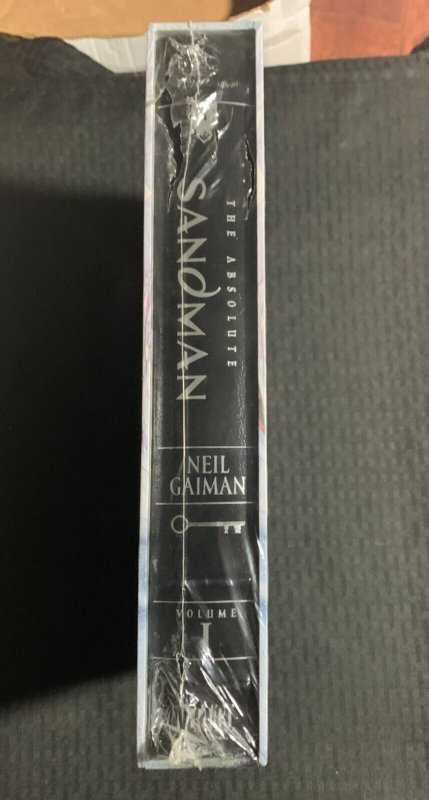 THE ABSOLUTE
SANDMAN
NEIL
GAIMAN
VOLUME
I